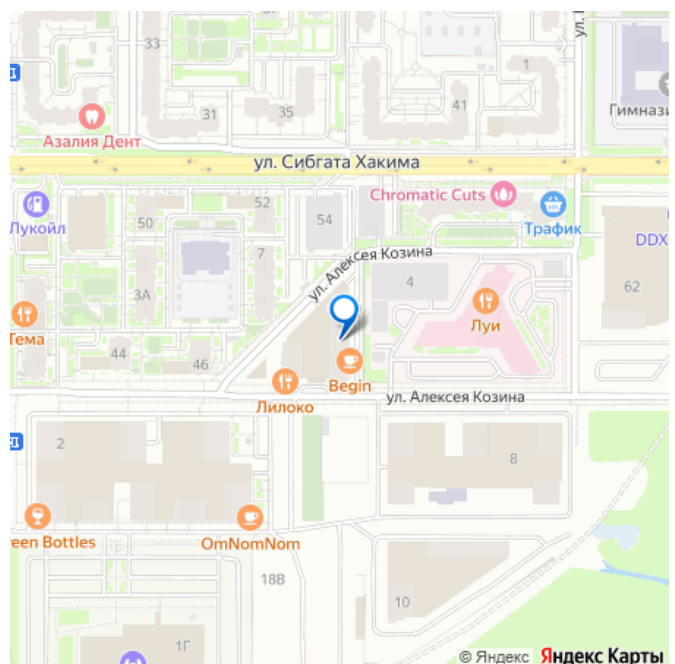 33
1
31
35
41
Гимнази
Азалия Дент
ул. Сибгата Хакима
Chromatic Cuts
Лукойл
50
52
54
Трафик
DDX
7
ул. Алексея Козина
3А
4
62
Луи
Тема
44
46
Begin
Лилоко
ул. Алексея Козина
2
8
een Bottles
OmNomNom
18В
10
1Г
© Яндекс Яндекс Карты